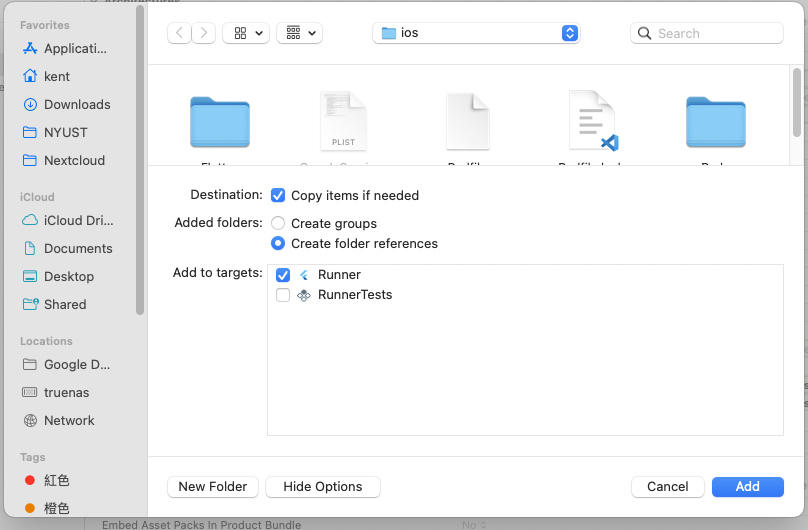 Favorites
Applicati...
kent
Downloads
NYUST
Nextcloud
iCloud
iCloud Dri...
Documents
Desktop
Shared
Locations
Google D...
truenas
Network
Tags
紅色
橙色
ios
Search
PLIST
Destination:
Copy items if needed
Added folders:
Create groups
Create folder references
Add to targets:
Runner
RunnerTests
New Folder
Hide Options
Cancel
Add
Embed Asset Packs In Product Bundle
No